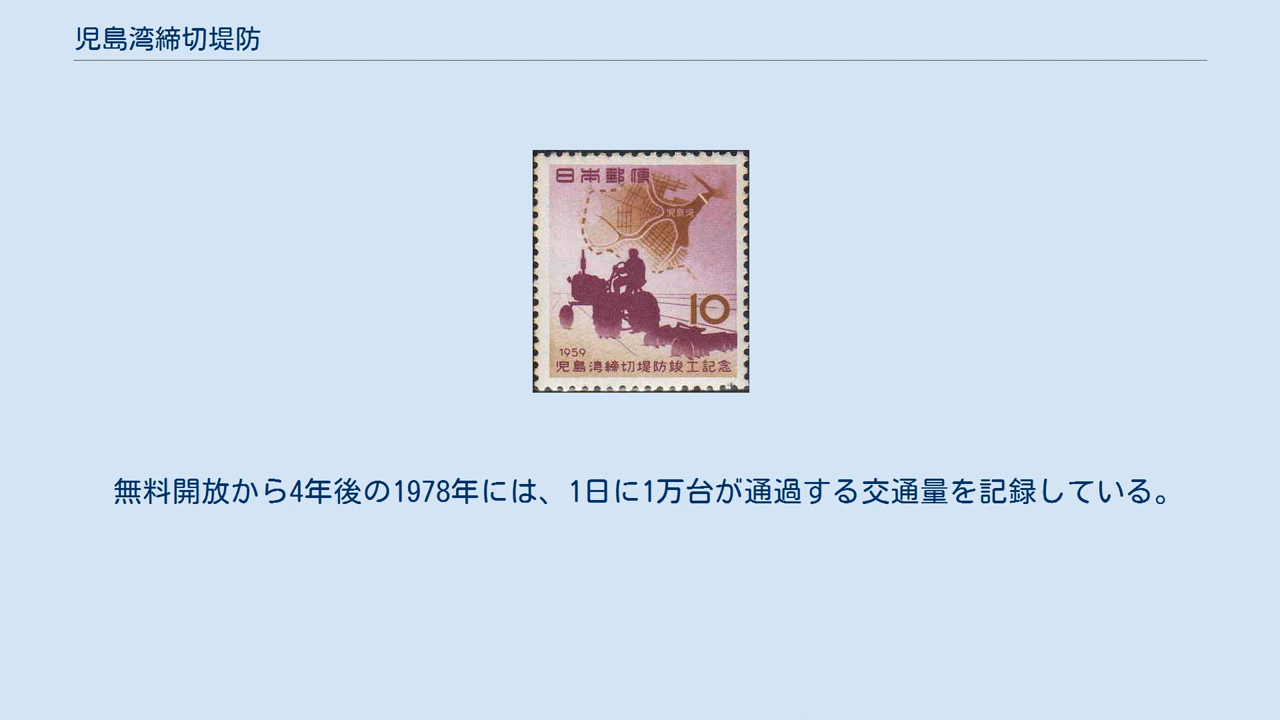 児島湾締切堤防
日本郵便
児島湾
10
1959
児島湾締切堤防竣工記念
無料開放から4年後の1978年には、1日に1万台が通過する交通量を記録している。